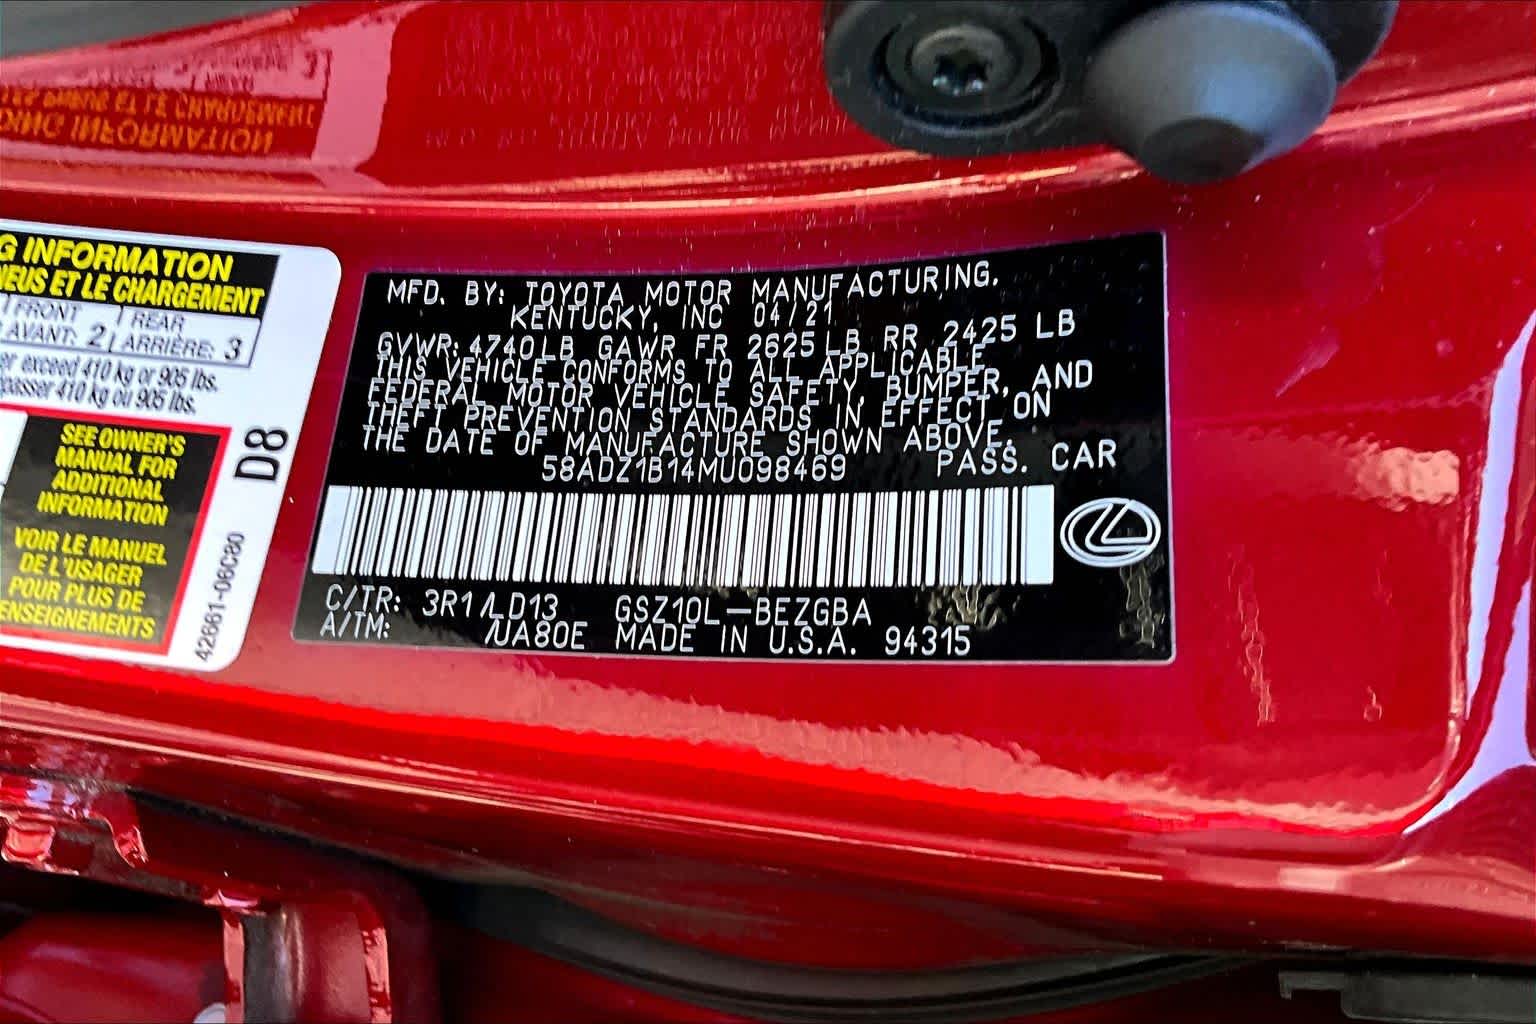 G INFORMATION
NEUS ET LE CHARGEMENT
FRONT
REAR
AVANT: 2
ARRIÈRE: 3
er exceed 410 kg or 905 lbs.
passer 410 kg ou 905 lbs.
SEE OWNER'S
MANUAL FOR
ADDITIONAL
INFORMATION
VOIR LE MANUEL
DE L'USAGER
POUR PLUS DE
ENSEIGNEMENTS
D8
42661-06C80
MFD. BY: TOYOTA MOTOR MANUFACTURING,
KENTUCKY, INC 04/21
GVWR: 4740LB GAWR FR 2625 LB RR 2425 LB
THIS VEHICLE CONFORMS TO ALL APPLICABLE
FEDERAL MOTOR VEHICLE SAFETY, BUMPER, AND
THEFT PREVENTION STANDARDS IN EFFECT ON
THE DATE OF MANUFACTURE SHOWN ABOVE.
58ADZ1B14MU098469 PASS. CAR
C/TR: 3R1/LD13 GSZ10L-BEZGBA
A/TM: /UA80E MADE IN U.S.A. 94315